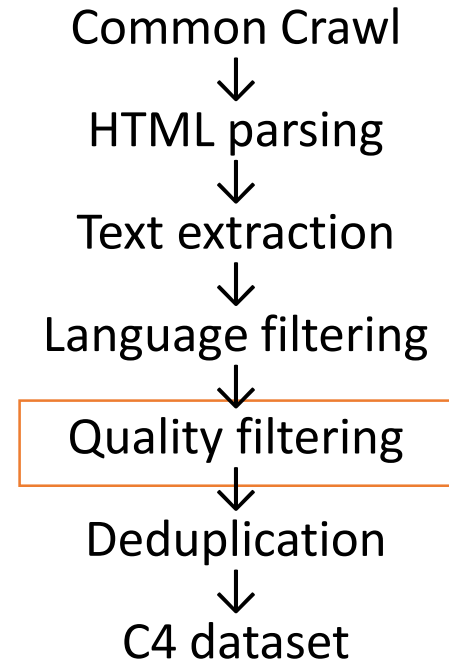 Common Crawl
HTML parsing
Text extraction
Language filtering
Quality filtering
Deduplication
C4 dataset